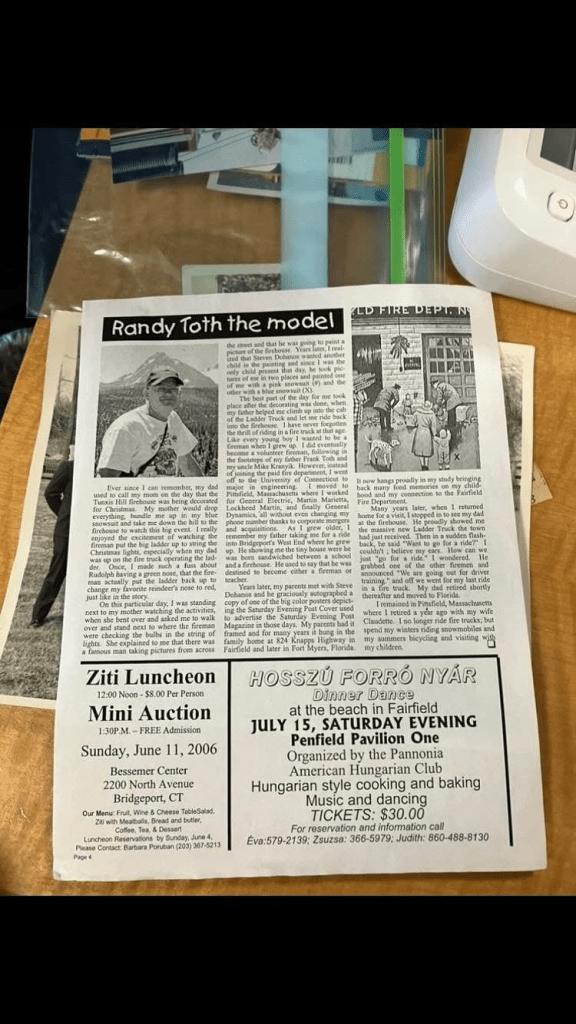 Randy Toth the model
LD FIRE DEPT. N
Ever since I can remember, my dad
used to call my mom on the day that the
Tunxis Hill firehouse was being decorated
for Christmas. My mother would drop
everything, bundle me up in my blue
snowsuit and take me down the hill to the
firehouse to watch this big event. I really
enjoyed the excitement of watching the
fireman put the big ladder up to string the
Christmas lights, especially when my dad
was up on the fire truck operating the lad-
der. Once, I made such a fuss about
Rudolph having a green nose, that the fire-
man actually put the ladder back up to
change my favorite reindeer's nose to red,
just like in the story.
On this particular day, I was standing
next to my mother watching the activities,
when she bent over and asked me to walk
over and stand next to where the fireman
were checking the bulbs in the string of
lights. She explained to me that there was
a famous man taking pictures from across
the street and that he was going to paint a
picture of the firehouse. Years later, I real-
ized that Steven Dohanos wanted another
child in the painting and since I was the
only child present that day, he took pic-
tures of me in two places and painted one
of me with a pink snowsuit (#) and the
other with a blue snowsuit (X).
The best part of the day for me took
place after the decorating was done, when
my father helped me climb up into the cab
of the Ladder Truck and let me ride back
into the firehouse. I have never forgotten
the thrill of riding in a fire truck at that age.
Like every young boy I wanted to be a
fireman when I grew up. I did eventually
become a volunteer fireman, following in
the footsteps of my father Frank Toth and
my uncle Mike Kranyik. However, instead
of joining the paid fire department, I went
off to the University of Connecticut to
major in engineering. I moved to
Pittsfield, Massachusetts where I worked
for General Electric, Martin Marietta,
Lockheed Martin, and finally General
Dynamics, all without even changing my
phone number thanks to corporate mergers
and acquisitions. As I grew older, I
remember my father taking me for a ride
into Bridgeport's West End where he grew
up. He showing me the tiny house were he
was born sandwiched between a school
and a firehouse. He used to say that he was
destined to become either a fireman or
teacher.
Years later, my parents met with Steve
Dohanos and he graciously autographed a
copy of one of the big color posters depict-
ing the Saturday Evening Post Cover used
to advertise the Saturday Evening Post
Magazine in those days. My parents had it
framed and for many years it hung in the
family home at 824 Knapps Highway in
Fairfield and later in Fort Myers, Florida.
#
X
It now hangs proudly in my study bringing
back many fond memories on my child-
hood and my connection to the Fairfield
Fire Department.
Many years later, when I returned
home for a visit, I stopped in to see my dad
at the firehouse. He proudly showed me
the massive new Ladder Truck the town
had just received. Then in a sudden flash-
back, he said "Want to go for a ride?" I
couldn't ; believe my ears. How can we
just "go for a ride." I wondered. He
grabbed one of the other firemen and
announced "We are going out for driver
training," and off we went for my last ride
in a fire truck. My dad retired shortly
thereafter and moved to Florida.
I remained in Pittsfield, Massachusetts
where I retired a year ago with my wife
Claudette. I no longer ride fire trucks, but
spend my winters riding snowmobiles and
my summers bicycling and visiting with
my children.
Ziti Luncheon
12:00 Noon - $8.00 Per Person
Mini Auction
1:30P.M. – FREE Admission
Sunday, June 11, 2006
Bessemer Center
2200 North Avenue
Bridgeport, CT
Our Menu: Fruit, Wine & Cheese TableSalad,
Ziti with Meatballs, Bread and butter,
Coffee, Tea, & Dessert
Luncheon Reservations by Sunday, June 4,
Please Contact: Barbara Poruban (203) 367-5213
Page 4
HOSSZÚ FORRÓ NYÁR
Dinner Dance
at the beach in Fairfield
JULY 15, SATURDAY EVENING
Penfield Pavilion One
Organized by the Pannonia
American Hungarian Club
Hungarian style cooking and baking
Music and dancing
TICKETS: $30.00
For reservation and information call
Éva:579-2139; Zsuzsa: 366-5979; Judith: 860-488-8130